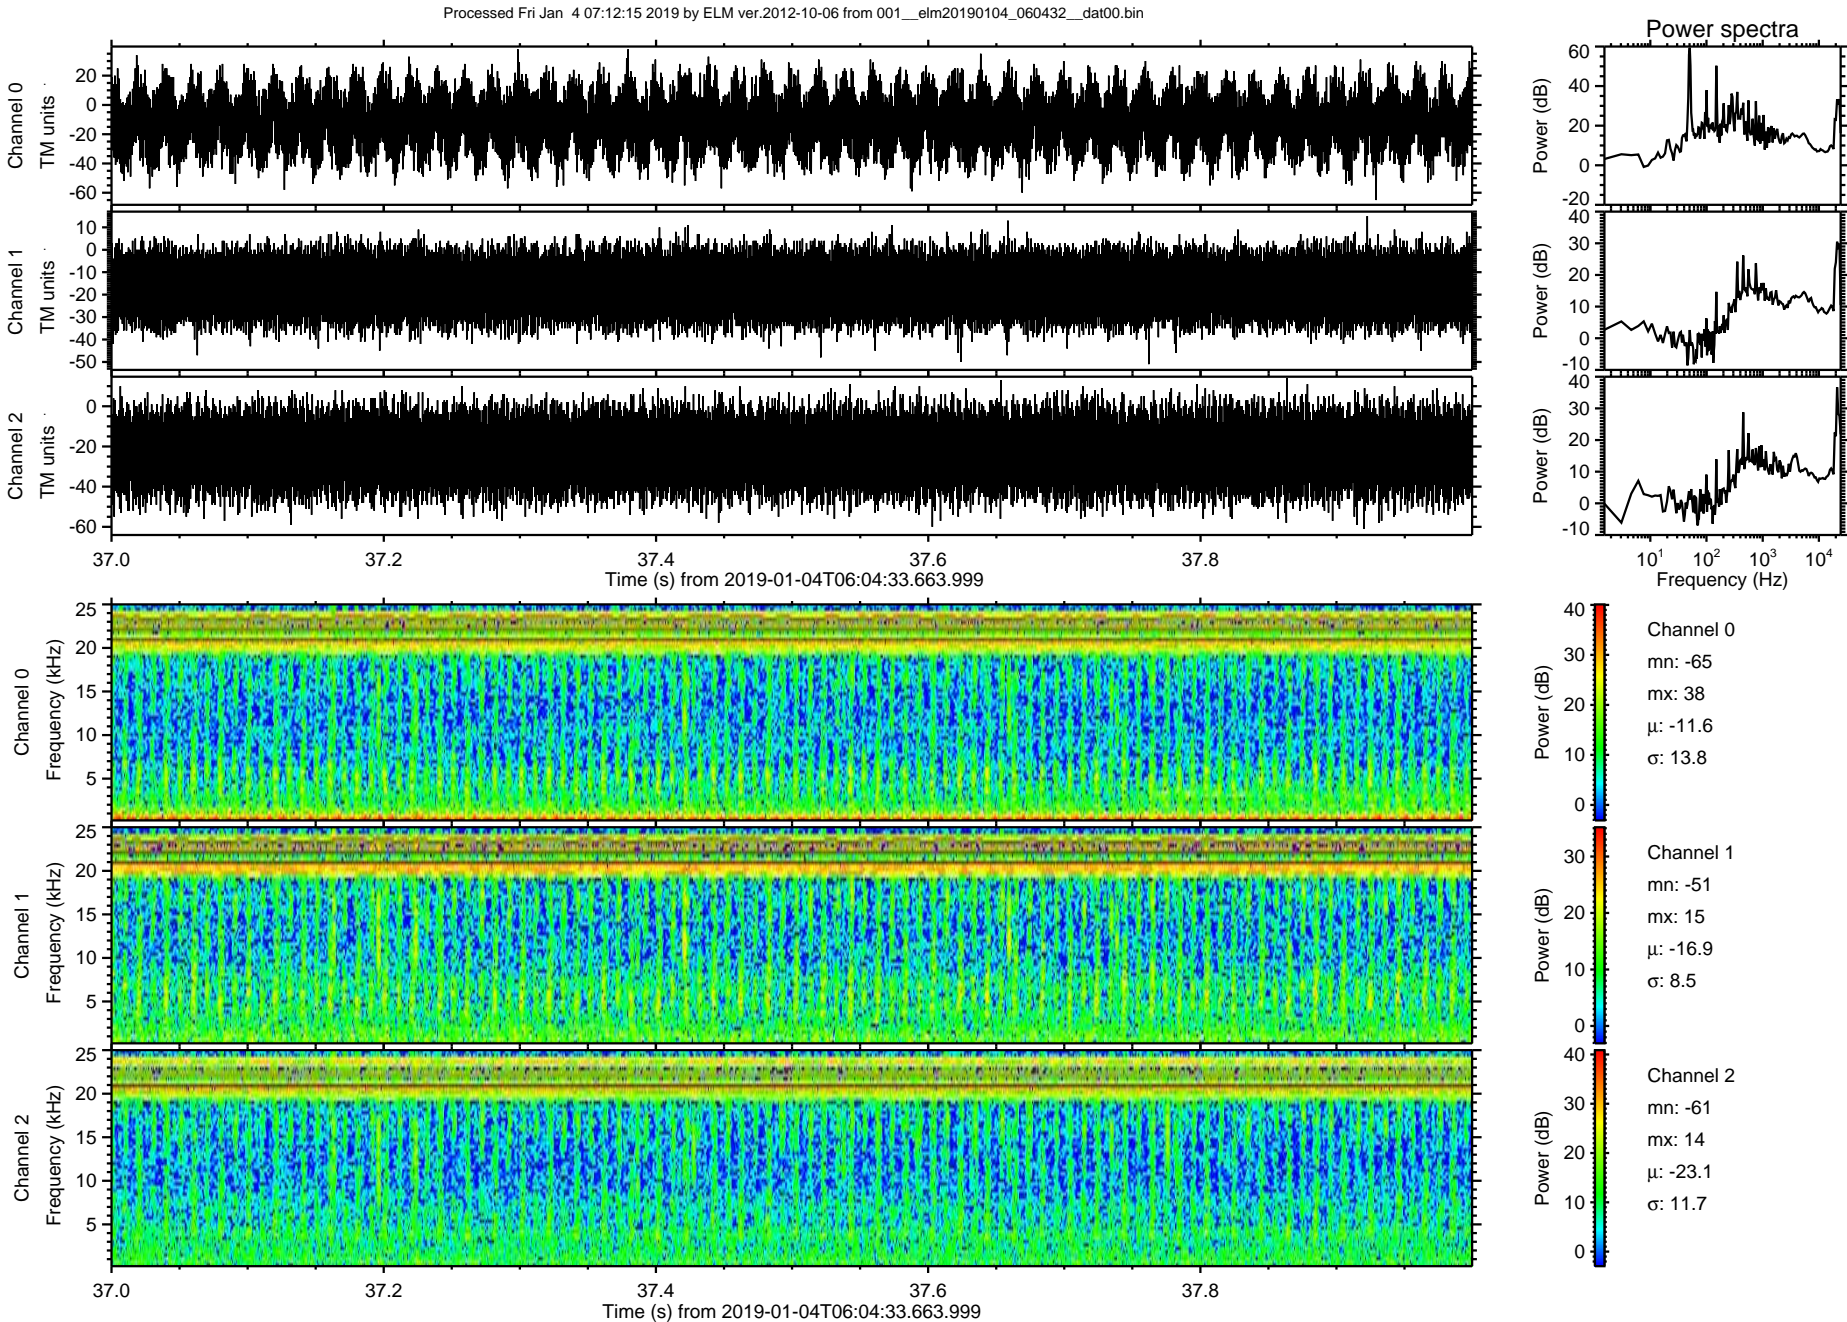 Processed Fri Jan  4 07:12:15 2019 by ELM ver.2012-10-06 from 001__elm20190104_060432__dat00.bin
Power spectra
Channel 0
TM units
20
0
-20
-40
-60
Power (dB)
60
40
20
0
-20
Channel 1
TM units
10
0
-10
-20
-30
-40
-50
Power (dB)
40
30
20
10
0
-10
Channel 2
TM units
0
-20
-40
-60
Power (dB)
40
30
20
10
0
-10
37.0 37.2 37.4 37.6 37.8
Time (s) from 2019-01-04T06:04:33.663.999
10^1 10^2 10^3 10^4
Frequency (Hz)
Channel 0
Frequency (kHz)
25
20
15
10
5
Power (dB)
40
30
20
10
0
Channel 0
mn: -65
mx: 38
μ: -11.6
σ: 13.8
Channel 1
Frequency (kHz)
25
20
15
10
5
Power (dB)
30
20
10
0
Channel 1
mn: -51
mx: 15
μ: -16.9
σ: 8.5
Channel 2
Frequency (kHz)
25
20
15
10
5
Power (dB)
40
30
20
10
0
Channel 2
mn: -61
mx: 14
μ: -23.1
σ: 11.7
37.0 37.2 37.4 37.6 37.8
Time (s) from 2019-01-04T06:04:33.663.999